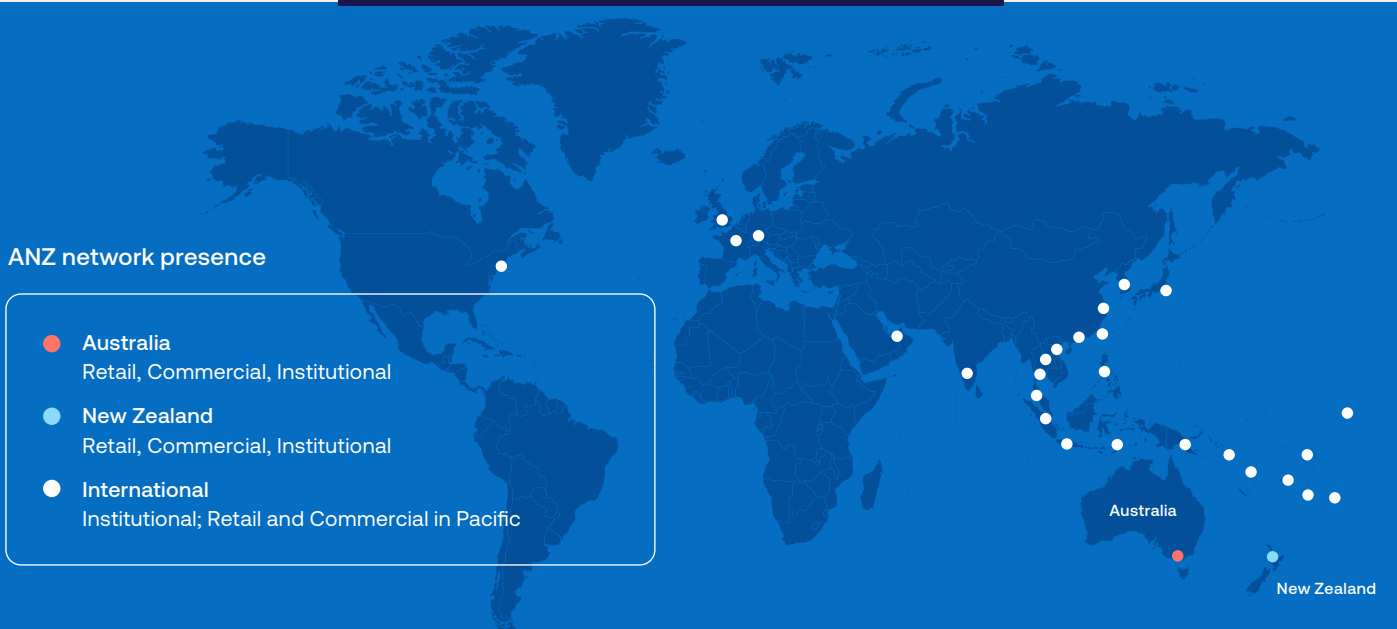 ANZ network presence
Australia
Retail, Commercial, Institutional
New Zealand
Retail, Commercial, Institutional
International
Institutional; Retail and Commercial in Pacific
Australia
New Zealand